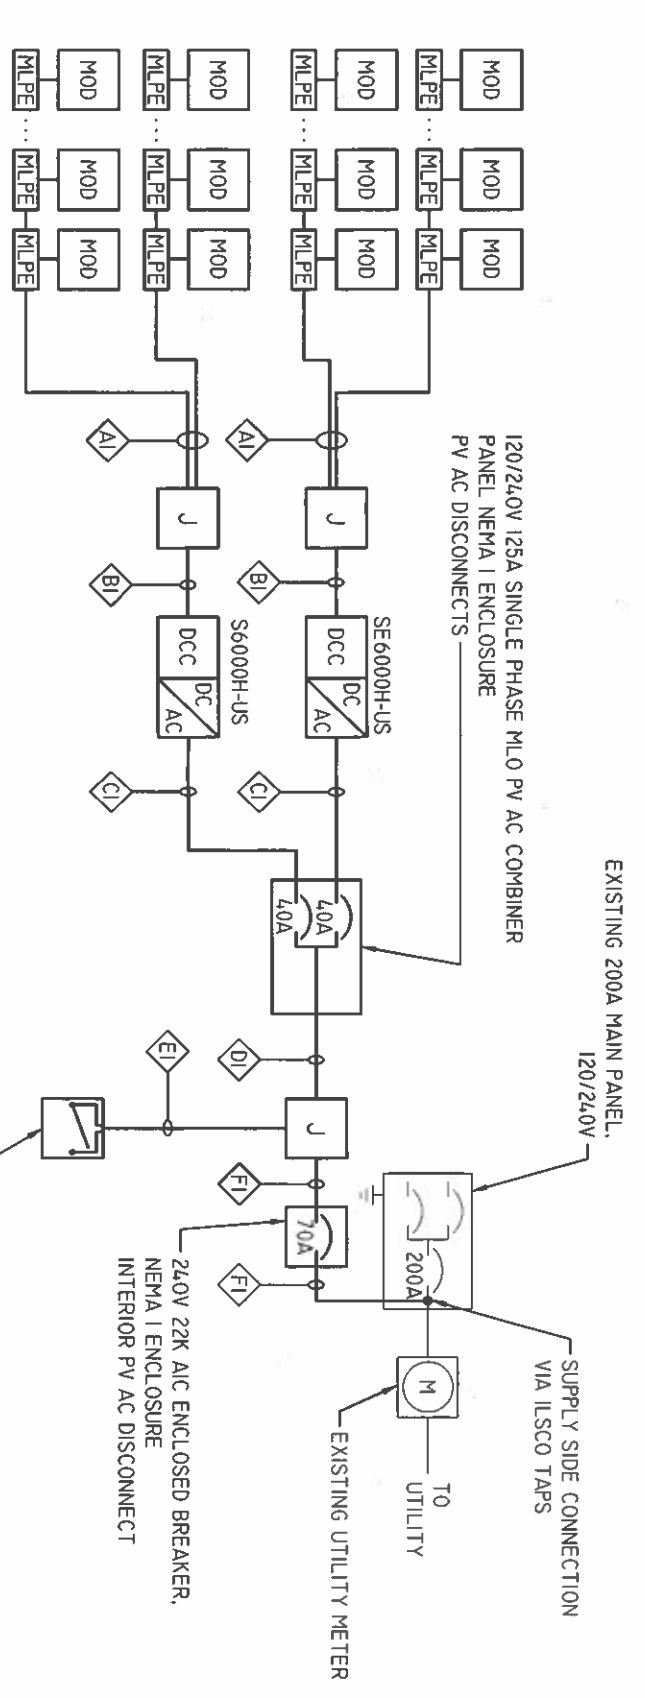 EXISTING 200A MAIN PANEL,
120/240V
SUPPLY SIDE CONNECTION
VIA ILSCO TAPS
120/240V 125A SINGLE PHASE MLO PV AC COMBINER
PANEL NEMA 1 ENCLOSURE
PV AC DISCONNECTS
MOD
MOD
MOD
MLPE
MLPE
MLPE
200A
M
TO
UTILITY
MOD
MOD
MOD
MLPE
MLPE
MLPE
A1
J
B1
SE6000H-US
DCC
DC
AC
C1
40A
40A
D1
J
F1
70A
F1
EXISTING UTILITY METER
MOD
MOD
MOD
MLPE
MLPE
MLPE
S6000H-US
E1
240V 22K AIC ENCLOSED BREAKER,
NEMA 1 ENCLOSURE
INTERIOR PV AC DISCONNECT
MOD
MOD
MOD
MLPE
MLPE
MLPE
A1
J
B1
DCC
DC
AC
C1